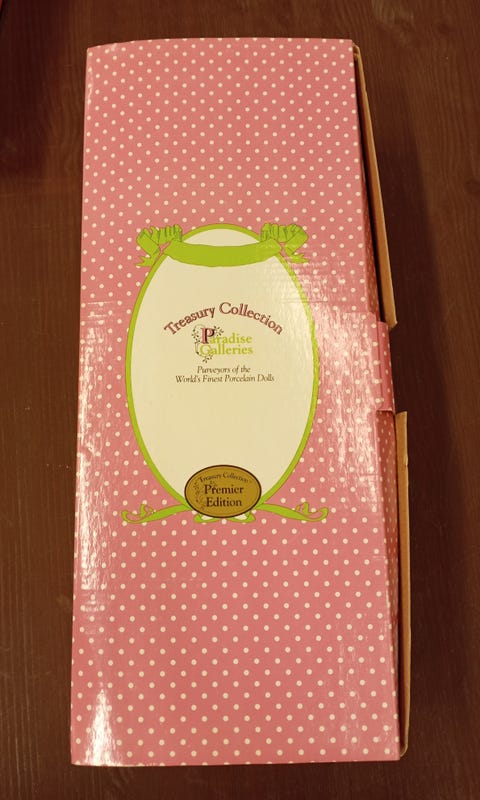 Treasury Collection
Paradise
Galleries
Purveyors of the
World's Finest Porcelain Dolls
Treasury Collection
Premier
Edition